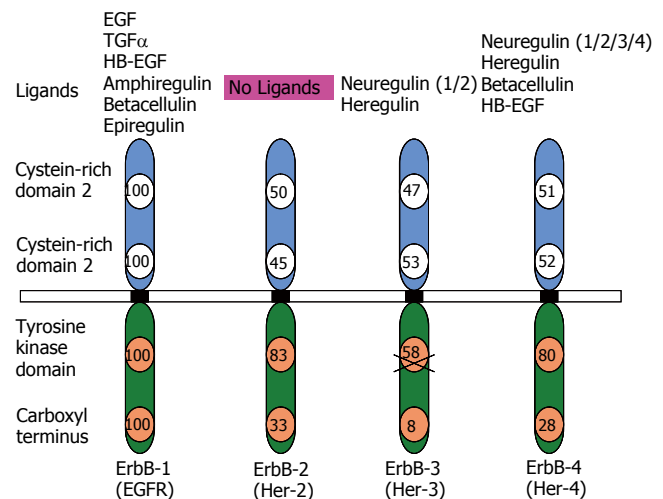 EGF
TGFα
HB-EGF
Amphiregulin
Betacellulin
Epiregulin
Ligands
No Ligands
Neuregulin (1/2)
Heregulin
Neuregulin (1/2/3/4)
Heregulin
Betacellulin
HB-EGF
Cystein-rich
domain 2
100
50
47
51
Cystein-rich
domain 2
100
45
53
52
Tyrosine
kinase
domain
100
83
58
80
Carboxyl
terminus
100
33
8
28
ErbB-1
(EGFR)
ErbB-2
(Her-2)
ErbB-3
(Her-3)
ErbB-4
(Her-4)